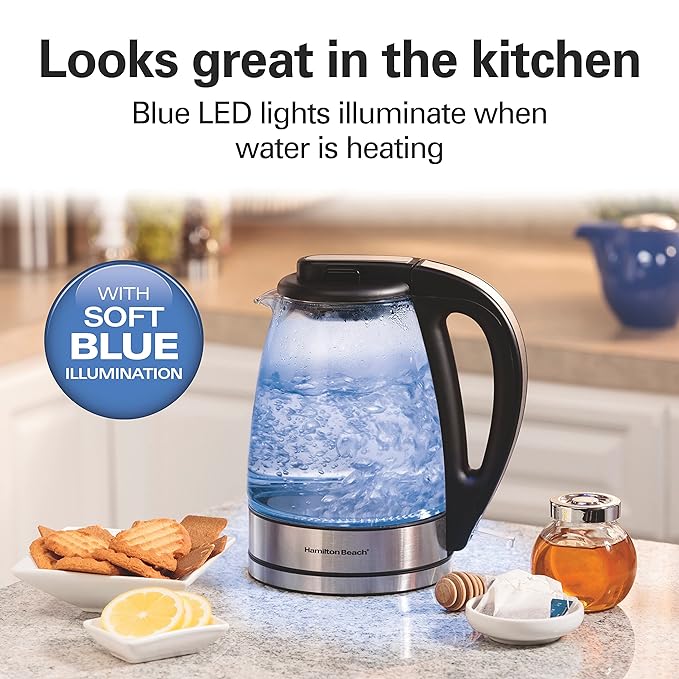 Looks great in the kitchen
Blue LED lights illuminate when
water is heating
WITH
SOFT
BLUE
ILLUMINATION
Hamilton Beach®